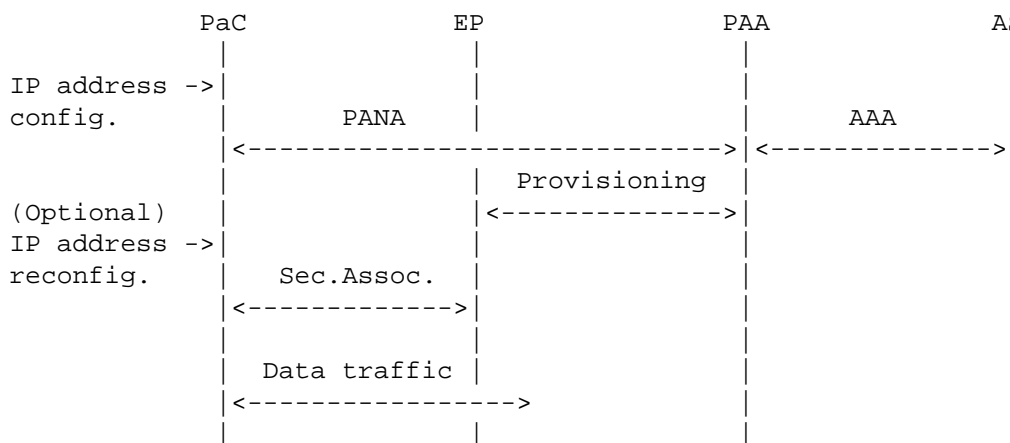 PaC EP PAA
IP address ->
config. PANA AAA
Provisioning
(Optional)
IP address ->
reconfig. Sec.Assoc.
Data traffic